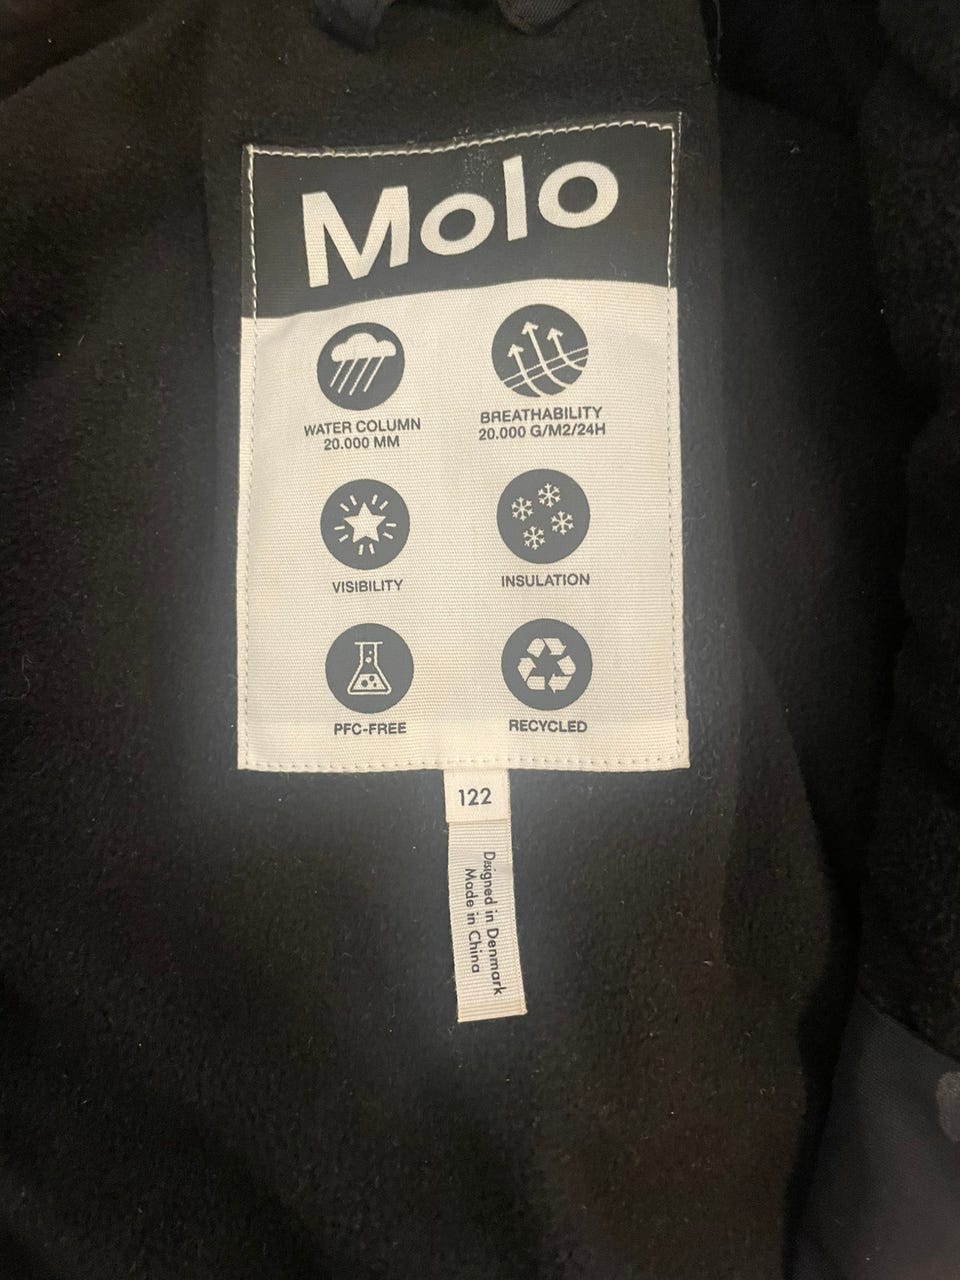 Molo
WATER COLUMN
20.000 MM
BREATHABILITY
20.000 G/M2/24H
VISIBILITY
INSULATION
PFC-FREE
RECYCLED
122
Designed in Denmark
Made in China